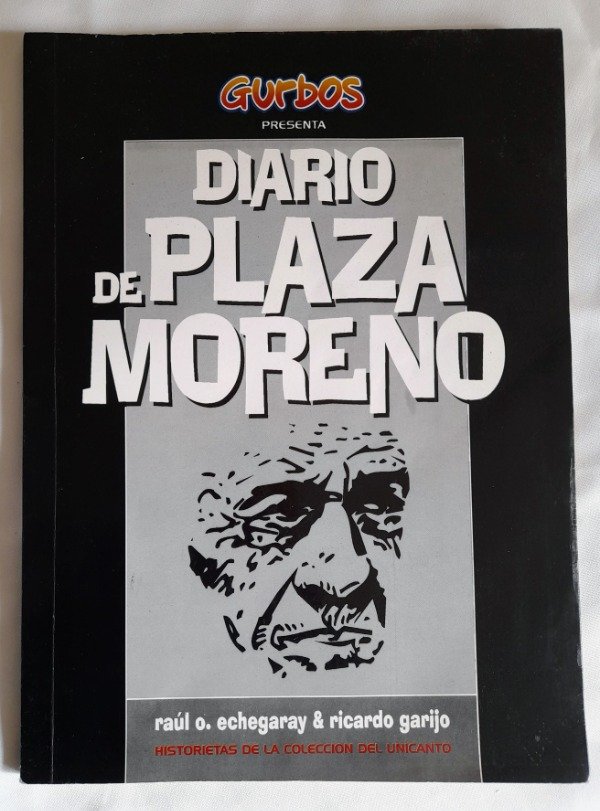 Gurbos
PRESENTA
DIARIO
DE PLAZA
MORENO
raúl o. echegaray & ricardo garijo
HISTORIETAS DE LA COLECCION DEL UNICANTO